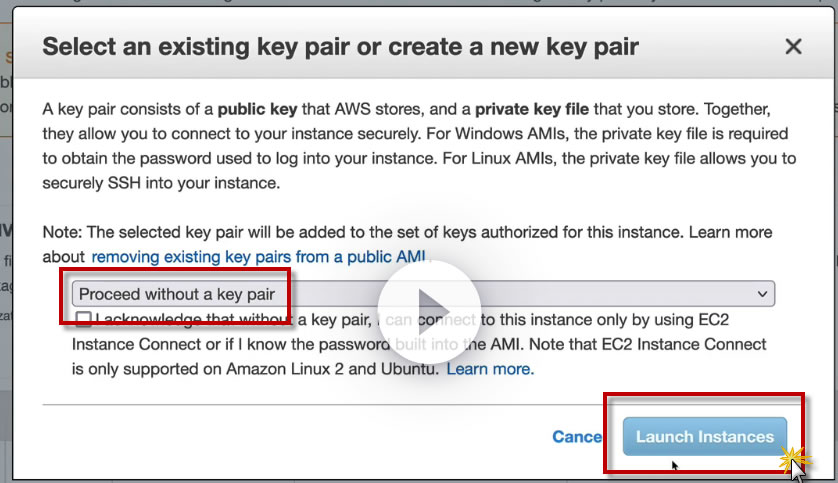 Select an existing key pair or create a new key pair
A key pair consists of a public key that AWS stores, and a private key file that you store. Together,
they allow you to connect to your instance securely. For Windows AMIs, the private key file is required
to obtain the password used to log into your instance. For Linux AMIs, the private key file allows you to
securely SSH into your instance.
Note: The selected key pair will be added to the set of keys authorized for this instance. Learn more
about removing existing key pairs from a public AMI.
Proceed without a key pair
I acknowledge that without a key pair, I can connect to this instance only by using EC2
Instance Connect or if I know the password built into the AMI. Note that EC2 Instance Connect
is only supported on Amazon Linux 2 and Ubuntu. Learn more.
Cance
Launch Instances